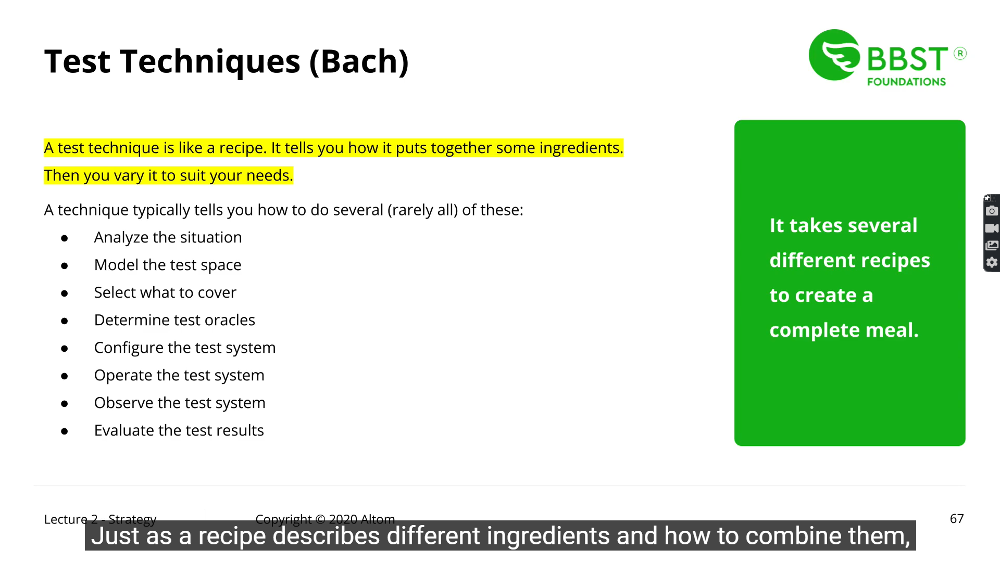 Test Techniques (Bach)
BBST ®
FOUNDATIONS
A test technique is like a recipe. It tells you how it puts together some ingredients.
Then you vary it to suit your needs.
A technique typically tells you how to do several (rarely all) of these:
● Analyze the situation
● Model the test space
● Select what to cover
● Determine test oracles
● Configure the test system
● Operate the test system
● Observe the test system
● Evaluate the test results
It takes several
different recipes
to create a
complete meal.
Lecture 2 - Strategy
Copyright © 2020 Altom
67
Just as a recipe describes different ingredients and how to combine them,